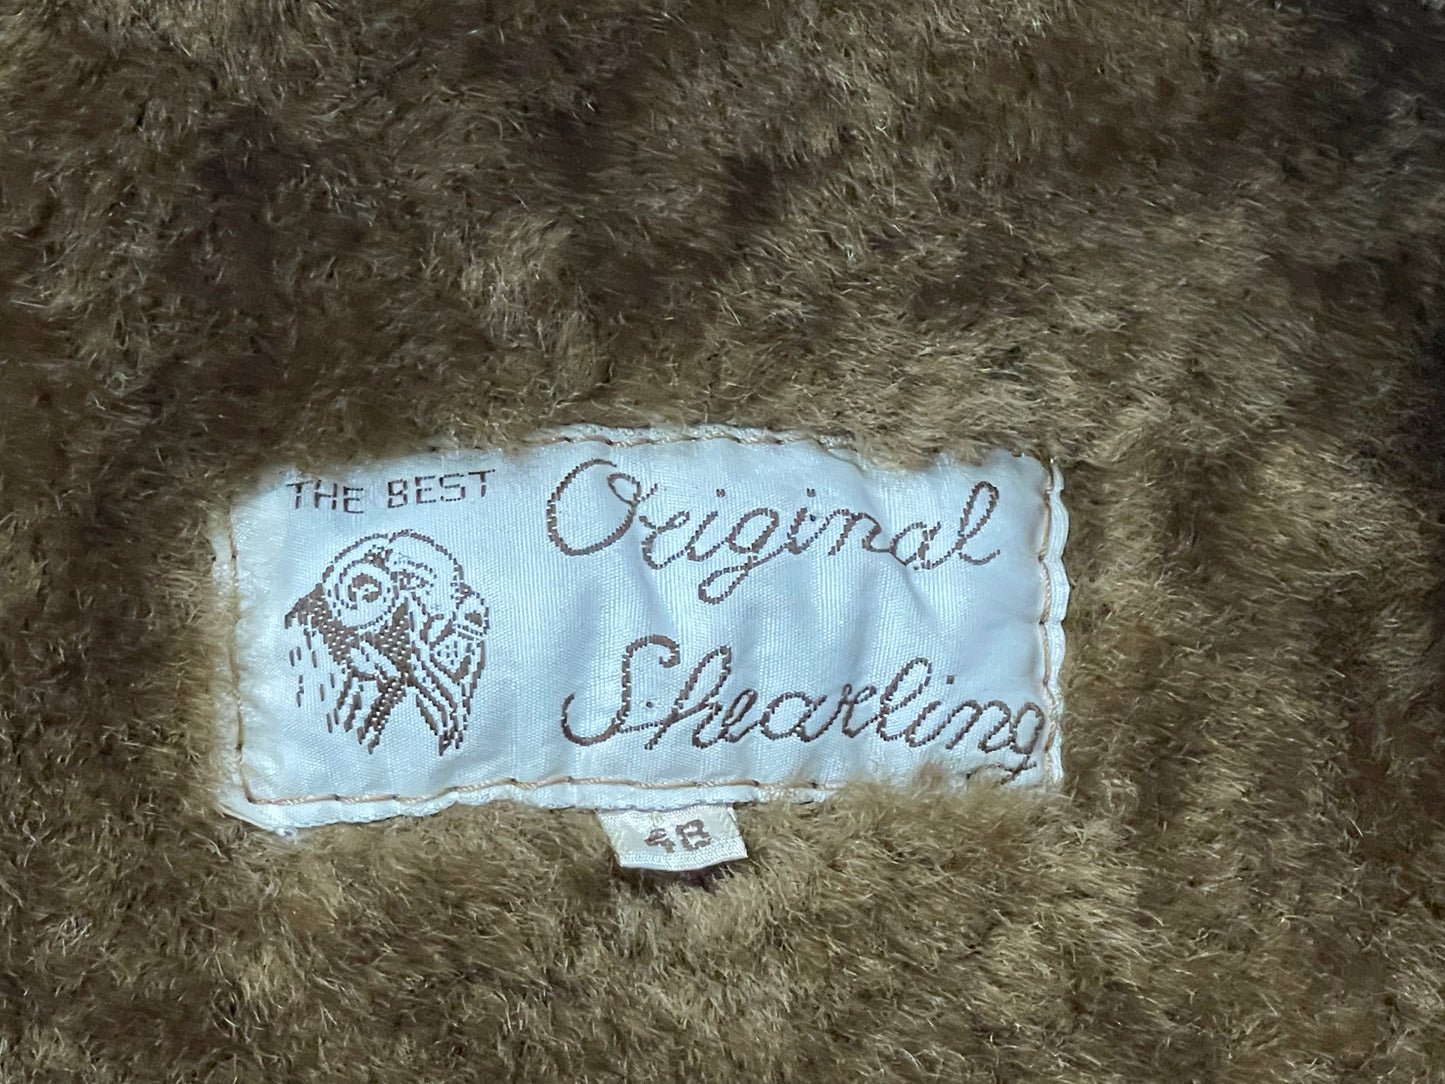 THE BEST
Original
Shearling
48